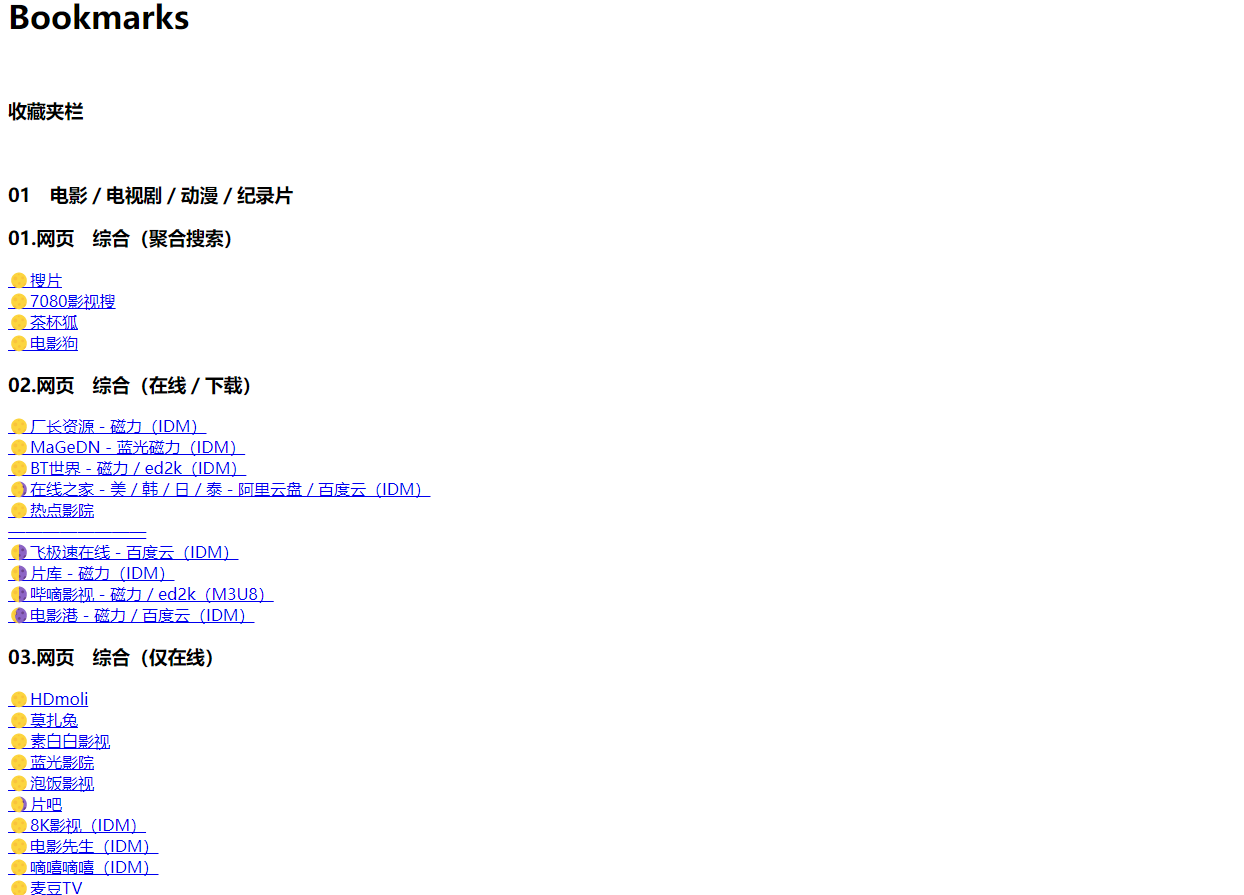 Bookmarks
收藏夹栏
01　电影 / 电视剧 / 动漫 / 纪录片
01.网页　综合（聚合搜索）
🌕搜片
🌕7080影视搜
🌕茶杯狐
🌕电影狗
02.网页　综合（在线 / 下载）
🌕厂长资源 - 磁力（IDM）
🌕MaGeDN - 蓝光磁力（IDM）
🌕BT世界 - 磁力 / ed2k（IDM）
🌖在线之家 - 美 / 韩 / 日 / 泰 - 阿里云盘 / 百度云（IDM）
🌕热点影院
————————
🌗飞极速在线 - 百度云（IDM）
🌗片库 - 磁力（IDM）
🌗哔嘀影视 - 磁力 / ed2k（M3U8）
🌘电影港 - 磁力 / 百度云（IDM）
03.网页　综合（仅在线）
🌕HDmoli
🌕莫扎兔
🌕素白白影视
🌕蓝光影院
🌕泡饭影视
🌖片吧
🌕8K影视（IDM）
🌕电影先生（IDM）
🌕嘀嘻嘀嘻（IDM）
🌕麦豆TV